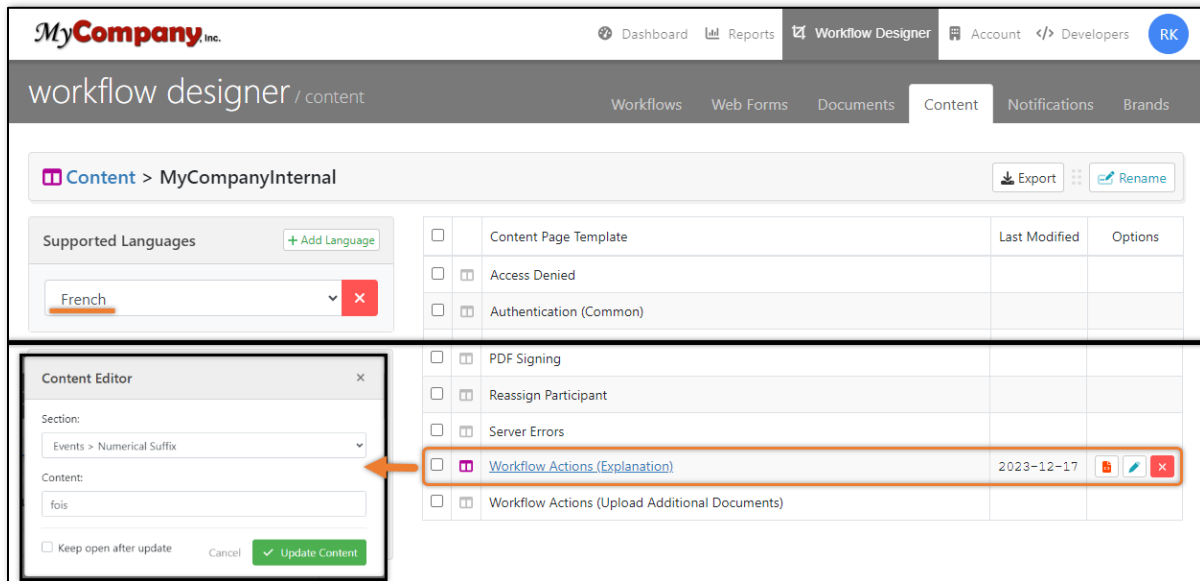 MyCompany, Inc.
Dashboard Reports Workflow Designer Account Developers RK
workflow designer / content
Workflows Web Forms Documents Content Notifications Brands
Content > MyCompanyInternal
Export Rename
Supported Languages + Add Language
French
Content Page Template Last Modified Options
Access Denied
Authentication (Common)
PDF Signing
Reassign Participant
Server Errors
Workflow Actions (Explanation) 2023-12-17
Workflow Actions (Upload Additional Documents)
Content Editor ×
Section:
Events > Numerical Suffix
Content:
fois
Keep open after update Cancel Update Content